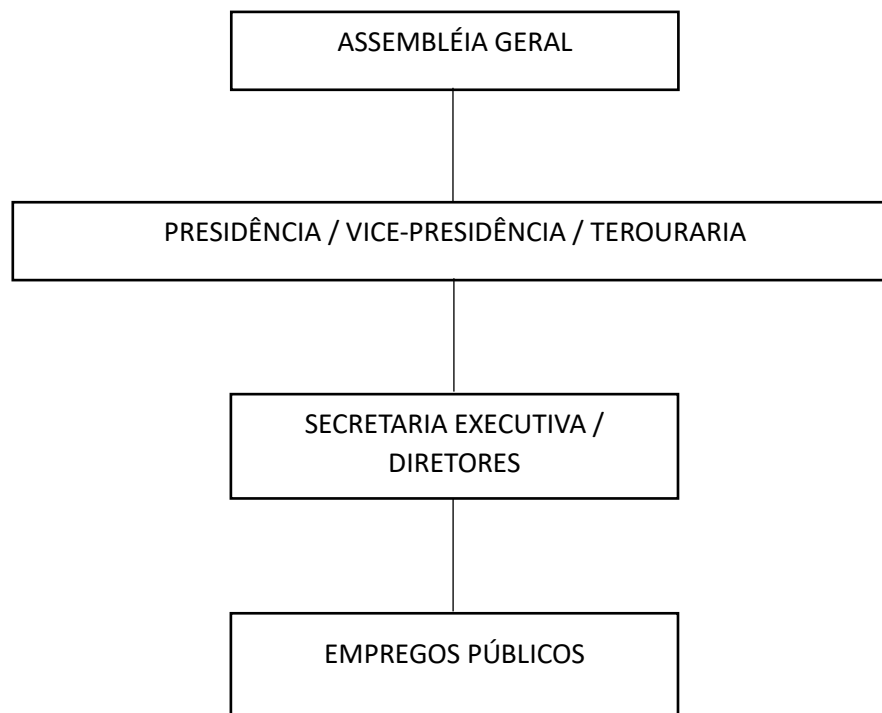 ASSEMBLÉIA GERAL
PRESIDÊNCIA / VICE-PRESIDÊNCIA / TEROURARIA
SECRETARIA EXECUTIVA /
DIRETORES
EMPREGOS PÚBLICOS